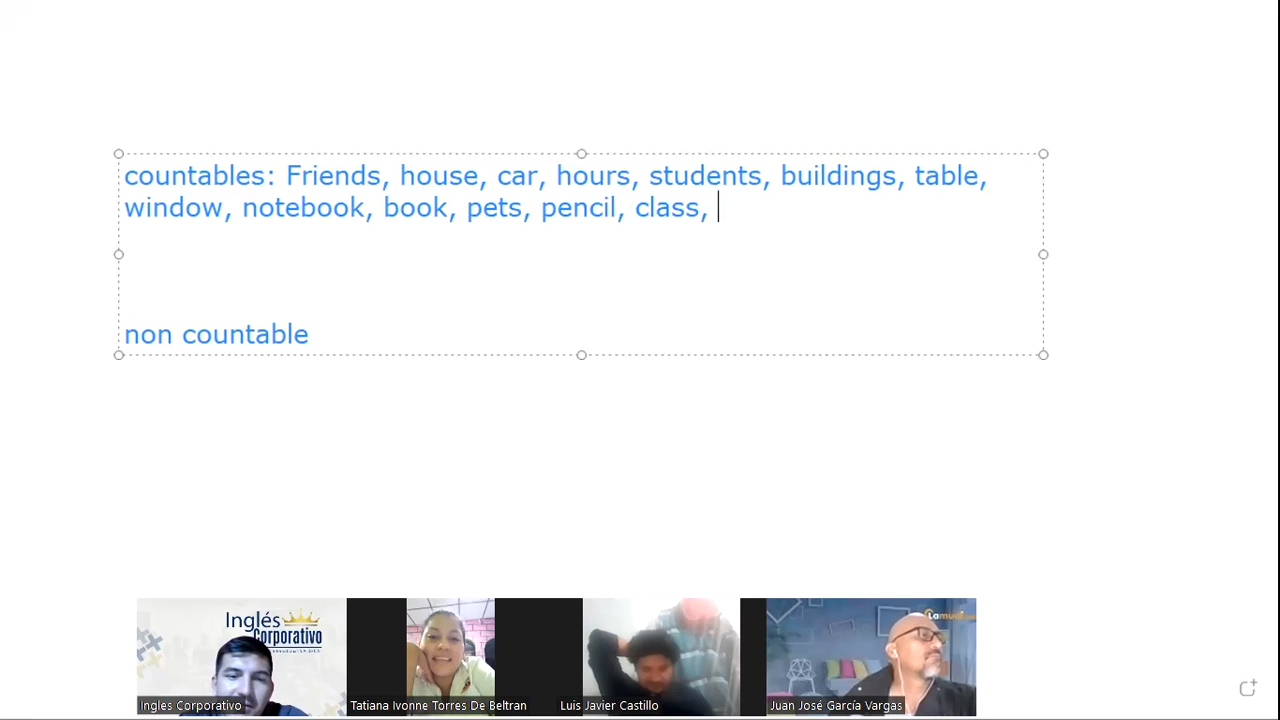 countables: Friends, house, car, hours, students, buildings, table,
window, notebook, book, pets, pencil, class,
non countable
Inglés
Corporativo
Lamud
Ingles Corporativo
Tatiana Ivonne Torres De Beltran
Luis Javier Castillo
Juan José García Vargas